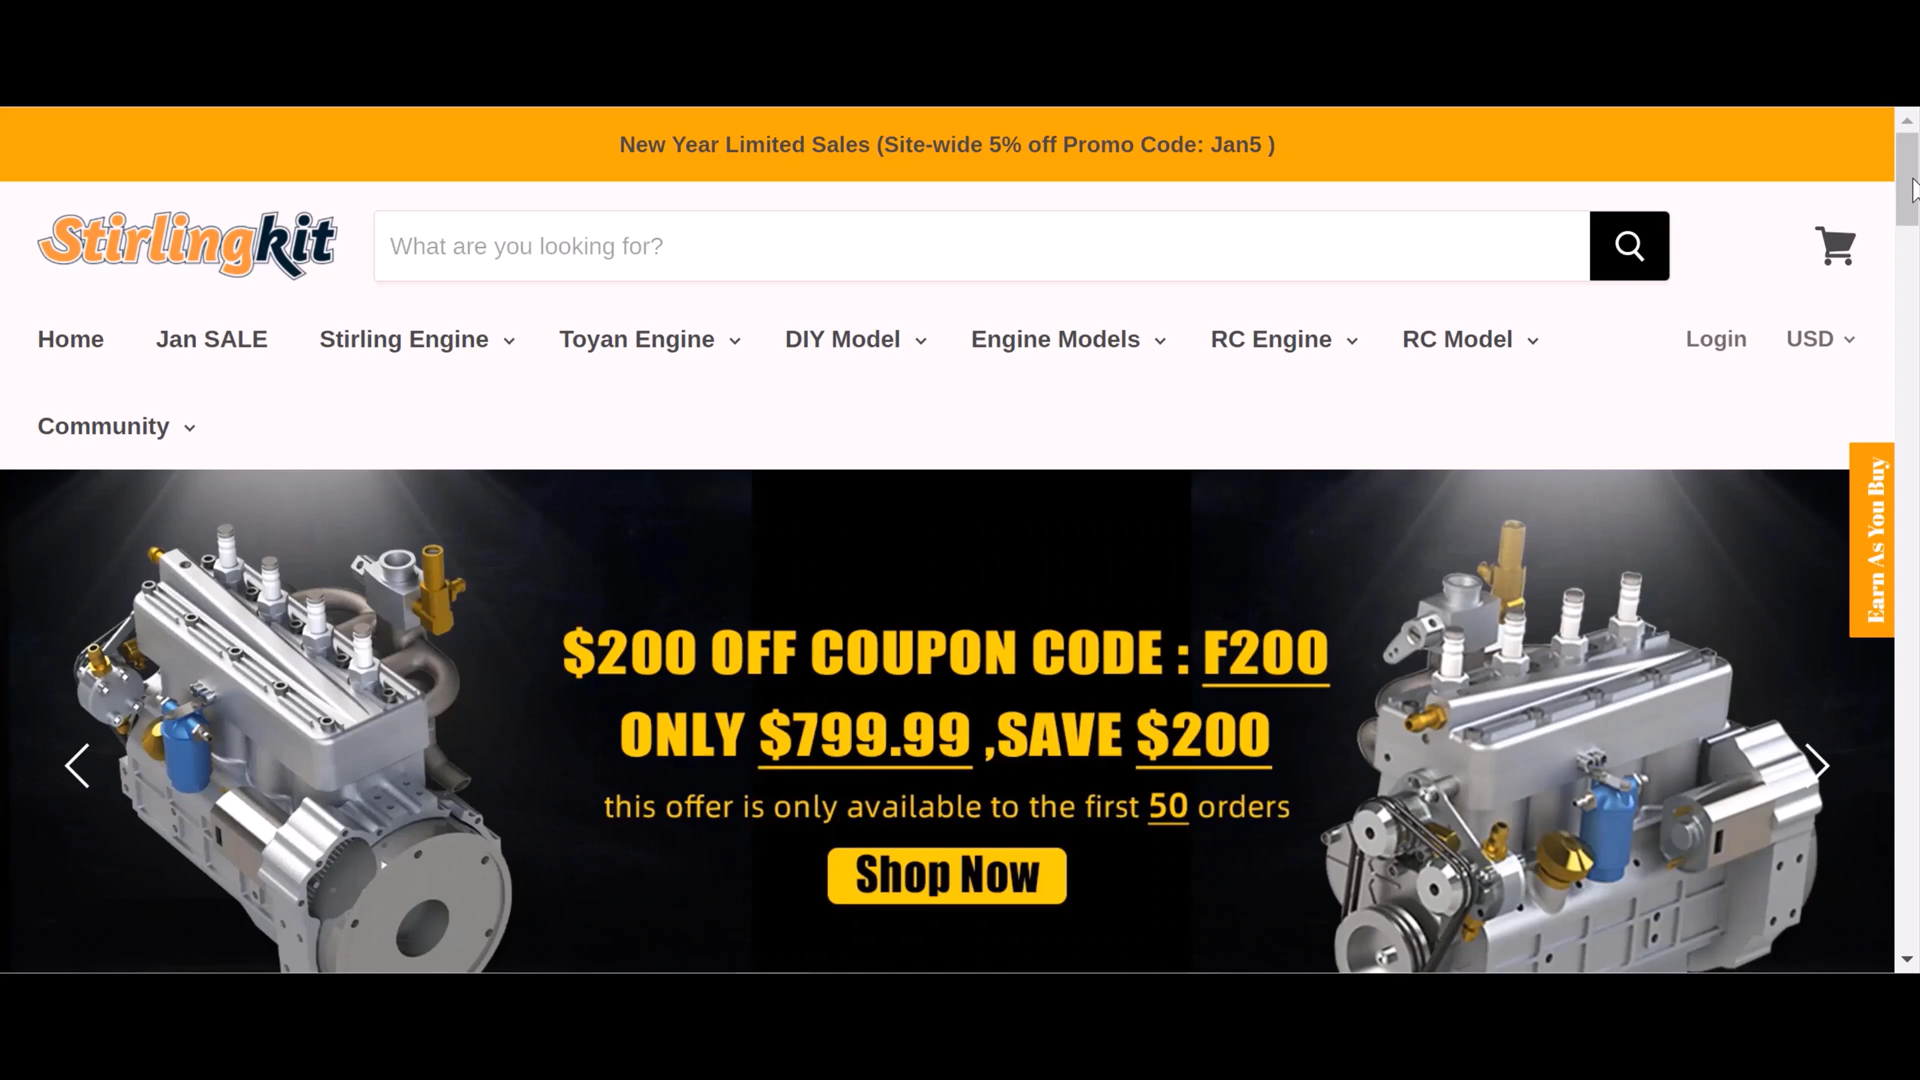 New Year Limited Sales (Site-wide 5% off Promo Code: Jan5 )
Stirlingkit
What are you looking for?
Home
Jan SALE
Stirling Engine
Toyan Engine
DIY Model
Engine Models
RC Engine
RC Model
Login
USD
Community
Earn As You Buy
$200 OFF COUPON CODE : F200
ONLY $799.99 ,SAVE $200
this offer is only available to the first 50 orders
Shop Now